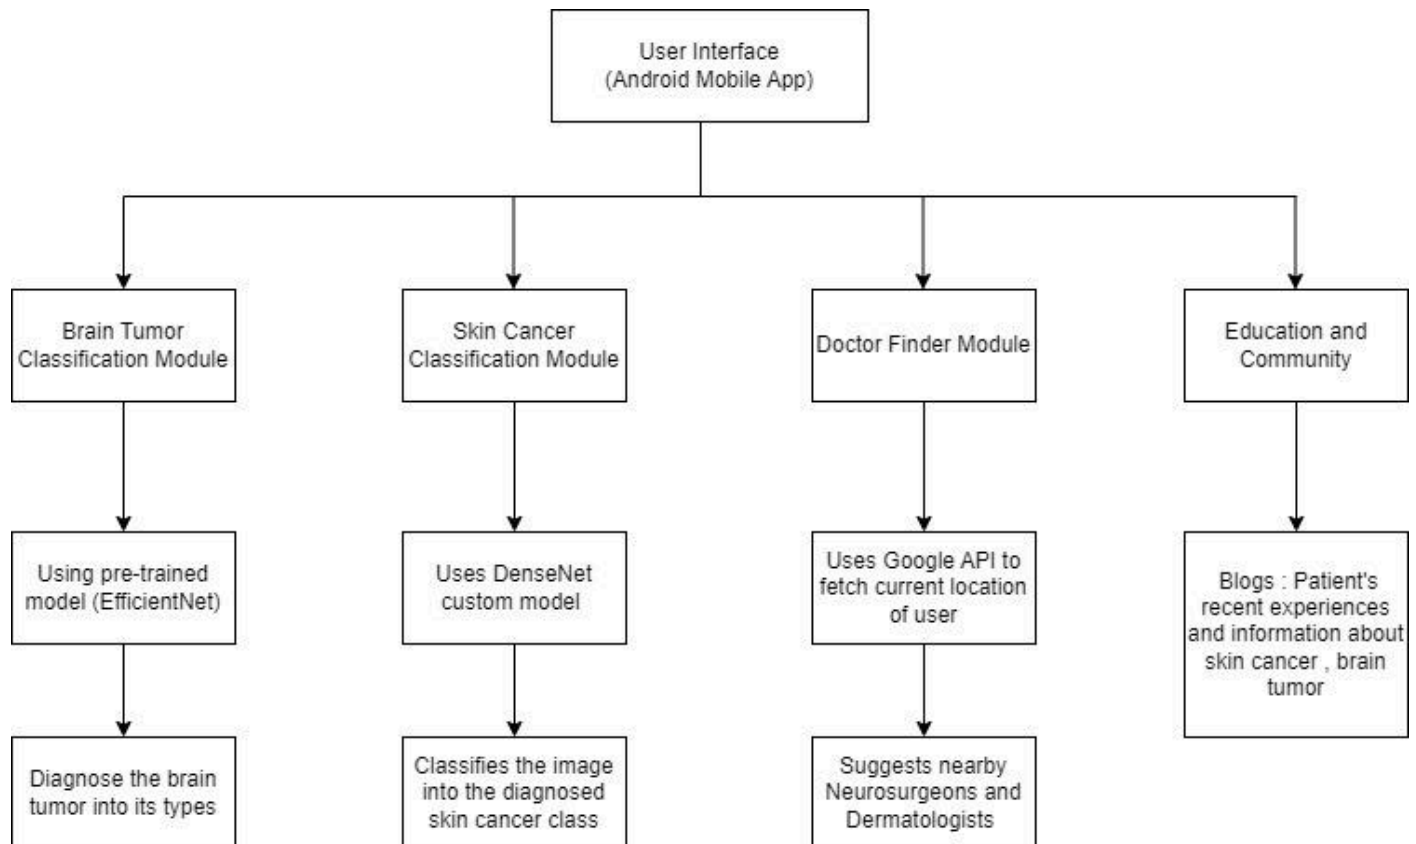 User Interface
(Android Mobile App)
Brain Tumor
Classification Module
Skin Cancer
Classification Module
Doctor Finder Module
Education and
Community
Using pre-trained
model (EfficientNet)
Uses DenseNet
custom model
Uses Google API to
fetch current location
of user
Blogs : Patient's
recent experiences
and information about
skin cancer , brain
tumor
Diagnose the brain
tumor into its types
Classifies the image
into the diagnosed
skin cancer class
Suggests nearby
Neurosurgeons and
Dermatologists